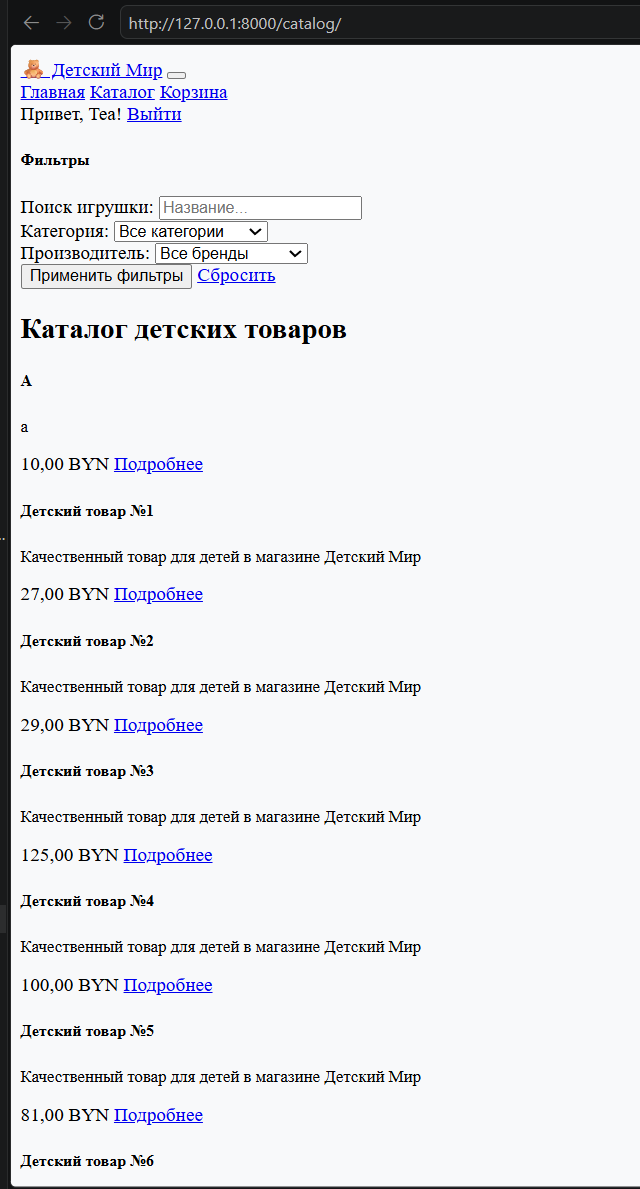 http://127.0.0.1:8000/catalog/
Детский Мир
Главная Каталог Корзина
Привет, Tea! Выйти
Фильтры
Поиск игрушки: Название...
Категория: Все категории
Производитель: Все бренды
Применить фильтры Сбросить
Каталог детских товаров
А
а
10,00 BYN Подробнее
Детский товар №1
Качественный товар для детей в магазине Детский Мир
27,00 BYN Подробнее
Детский товар №2
Качественный товар для детей в магазине Детский Мир
29,00 BYN Подробнее
Детский товар №3
Качественный товар для детей в магазине Детский Мир
125,00 BYN Подробнее
Детский товар №4
Качественный товар для детей в магазине Детский Мир
100,00 BYN Подробнее
Детский товар №5
Качественный товар для детей в магазине Детский Мир
81,00 BYN Подробнее
Детский товар №6